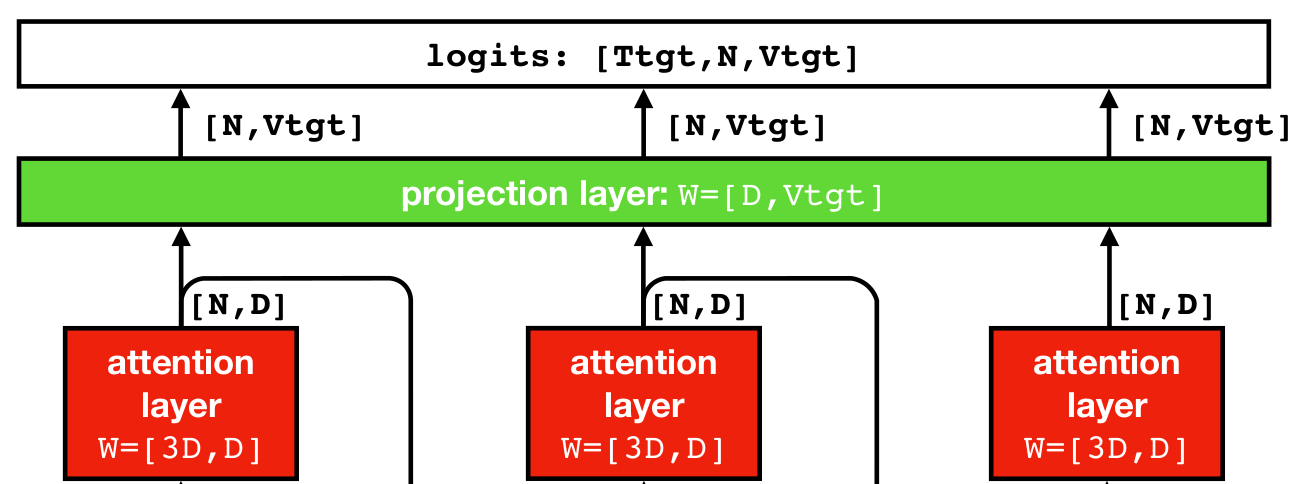 logits: [Ttgt,N,Vtgt]
[N,Vtgt] [N,Vtgt] [N,Vtgt]
projection layer: W=[D,Vtgt]
[N,D] [N,D] [N,D]
attention attention attention
layer layer layer
W=[3D,D] W=[3D,D] W=[3D,D]